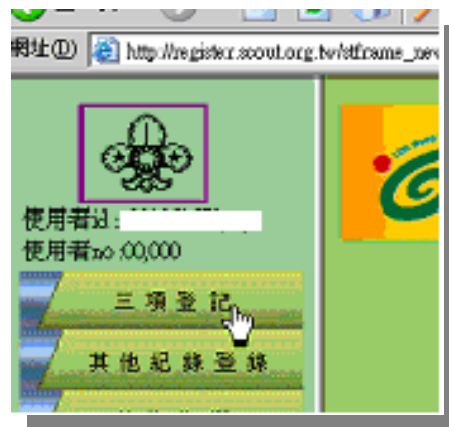 網址(D) http://register.scout.org.tw/stframe_new
使用者id :
使用者no :00,000
三項登記
其他紀錄登錄